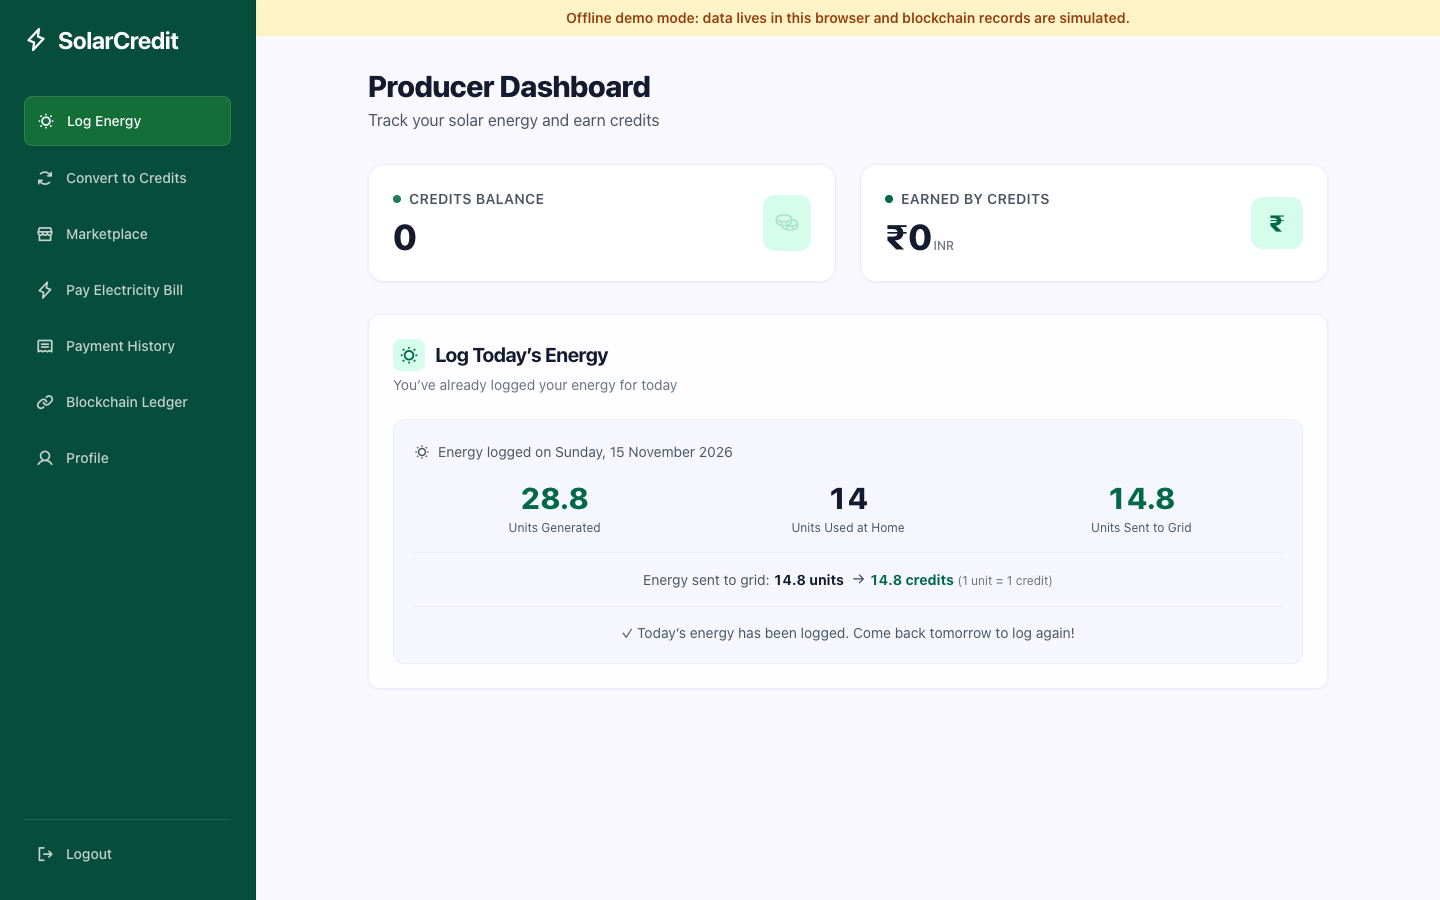 Offline demo mode: data lives in this browser and blockchain records are simulated.
SolarCredit
Log Energy
Convert to Credits
Marketplace
Pay Electricity Bill
Payment History
Blockchain Ledger
Profile
Logout
Producer Dashboard
Track your solar energy and earn credits
CREDITS BALANCE
0
EARNED BY CREDITS
₹0 INR
₹
Log Today’s Energy
You’ve already logged your energy for today
Energy logged on Sunday, 15 November 2026
28.8
Units Generated
14
Units Used at Home
14.8
Units Sent to Grid
Energy sent to grid: 14.8 units → 14.8 credits (1 unit = 1 credit)
✓ Today’s energy has been logged. Come back tomorrow to log again!